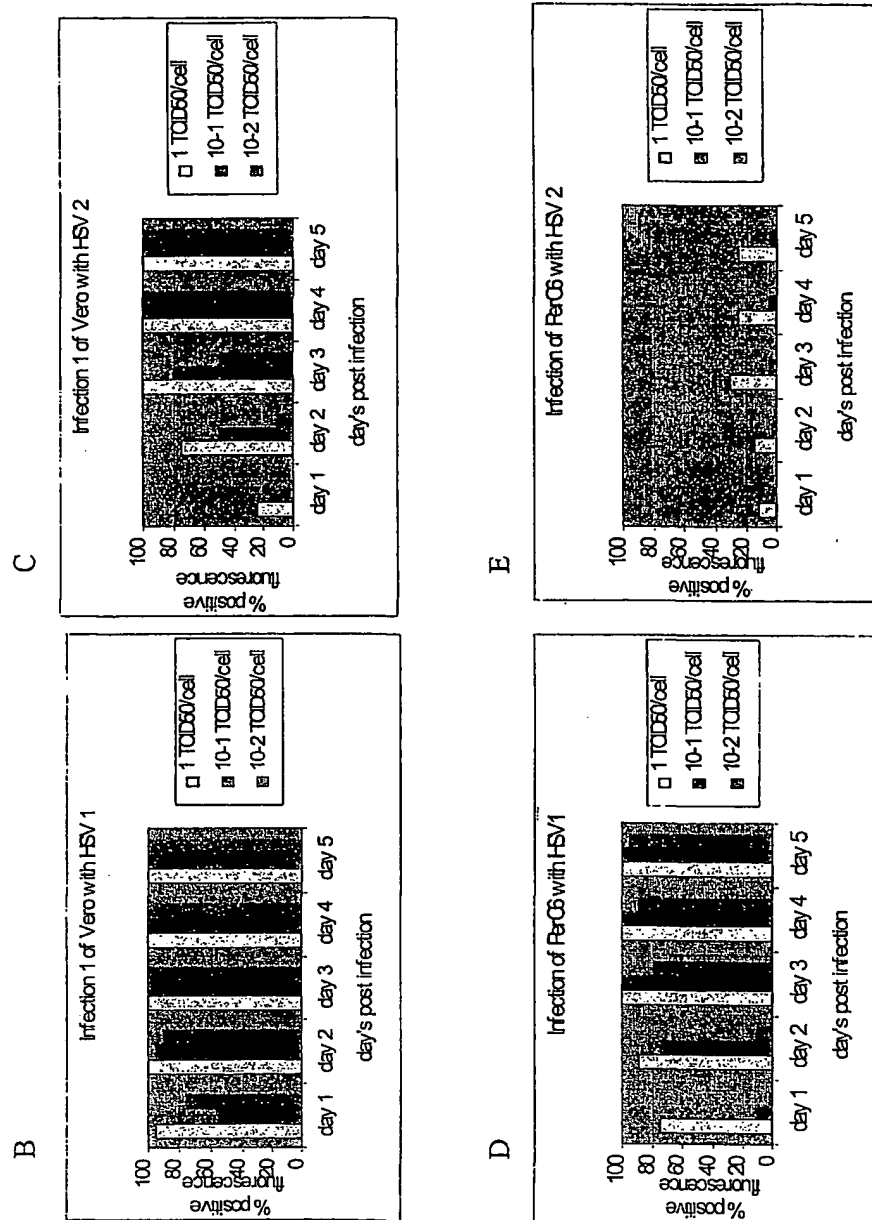 B
Infection 1 of Vero with HSV 1
% positive
fluorescence
100
80
60
40
20
0
day 1
day 2
day 3
day 4
day 5
day's post infection
1 TCID50/cell
10-1 TCID50/cell
10-2 TCID50/cell
C
Infection 1 of Vero with HSV 2
% positive
fluorescence
100
80
60
40
20
0
day 1
day 2
day 3
day 4
day 5
day's post infection
1 TCID50/cell
10-1 TCID50/cell
10-2 TCID50/cell
D
Infection of PerC6 with HSV1
% positive
fluorescence
100
80
60
40
20
0
day 1
day 2
day 3
day 4
day 5
day's post infection
1 TCID50/cell
10-1 TCID50/cell
10-2 TCID50/cell
E
Infection of PerC6 with HSV 2
% positive
fluorescence
100
80
60
40
20
0
day 1
day 2
day 3
day 4
day 5
day's post infection
1 TCID50/cell
10-1 TCID50/cell
10-2 TCID50/cell